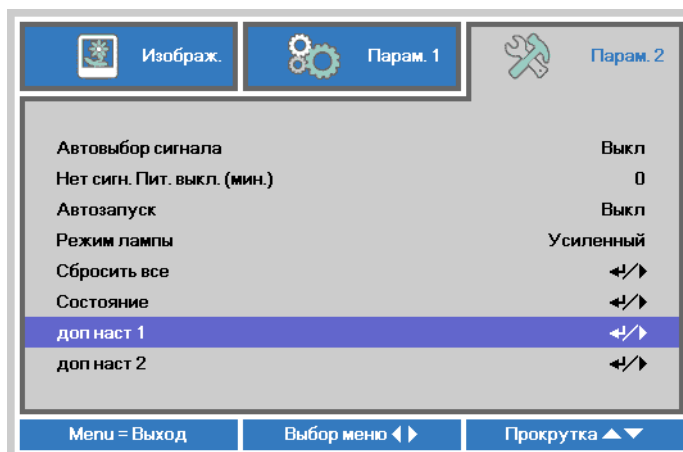 Изображ. Парам. 1 Парам. 2
Автовыбор сигнала Выкл
Нет сигн. Пит. выкл. (мин.) 0
Автозапуск Выкл
Режим лампы Усиленный
Сбросить все ↵/▶
Состояние ↵/▶
доп наст 1 ↵/▶
доп наст 2 ↵/▶
Menu = Выход Выбор меню ◀▶ Прокрутка ▲▼